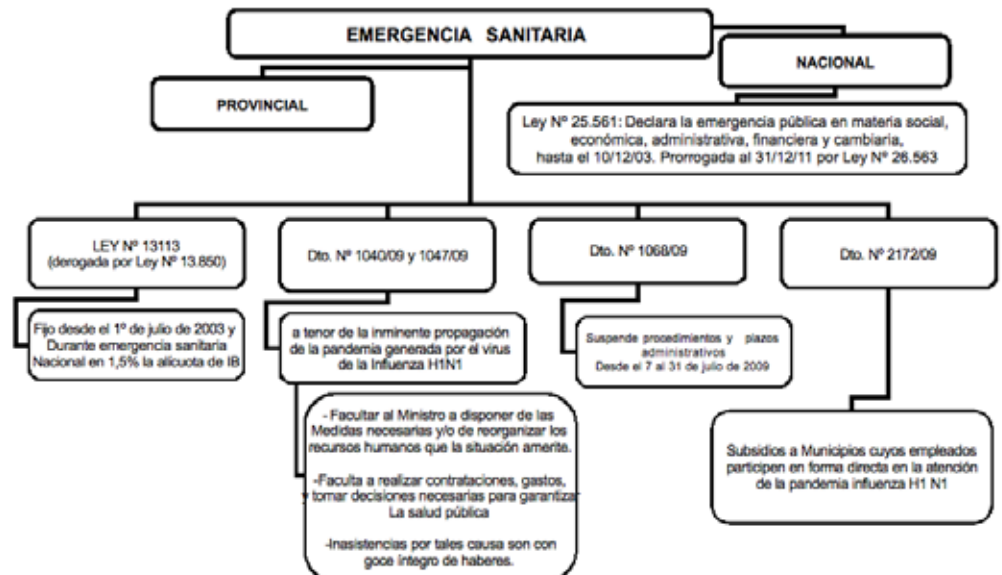 EMERGENCIA SANITARIA
NACIONAL
PROVINCIAL
Ley Nº 25.561: Declara la emergencia pública en materia social,
económica, administrativa, financiera y cambiaria,
hasta el 10/12/03. Prorrogada al 31/12/11 por Ley Nº 26.563
LEY Nº 13113
(derogada por Ley Nº 13.850)
Dto. Nº 1040/09 y 1047/09
Dto. Nº 1068/09
Dto. Nº 2172/09
Fijo desde el 1º de julio de 2003 y
Durante emergencia sanitaria
Nacional en 1,5% la alícuota de IB
a tenor de la inminente propagación
de la pandemia generada por el virus
de la Influenza H1N1
Suspende procedimientos y plazos
administrativos
Desde el 7 al 31 de julio de 2009
- Facultar al Ministro a disponer de las
Medidas necesarias y/o de reorganizar los
recursos humanos que la situación amerite.
-Faculta a realizar contrataciones, gastos,
y tomar decisiones necesarias para garantizar
La salud pública
-Inasistencias por tales causa son con
goce íntegro de haberes.
Subsidios a Municipios cuyos empleados
participen en forma directa en la atención
de la pandemia influenza H1 N1